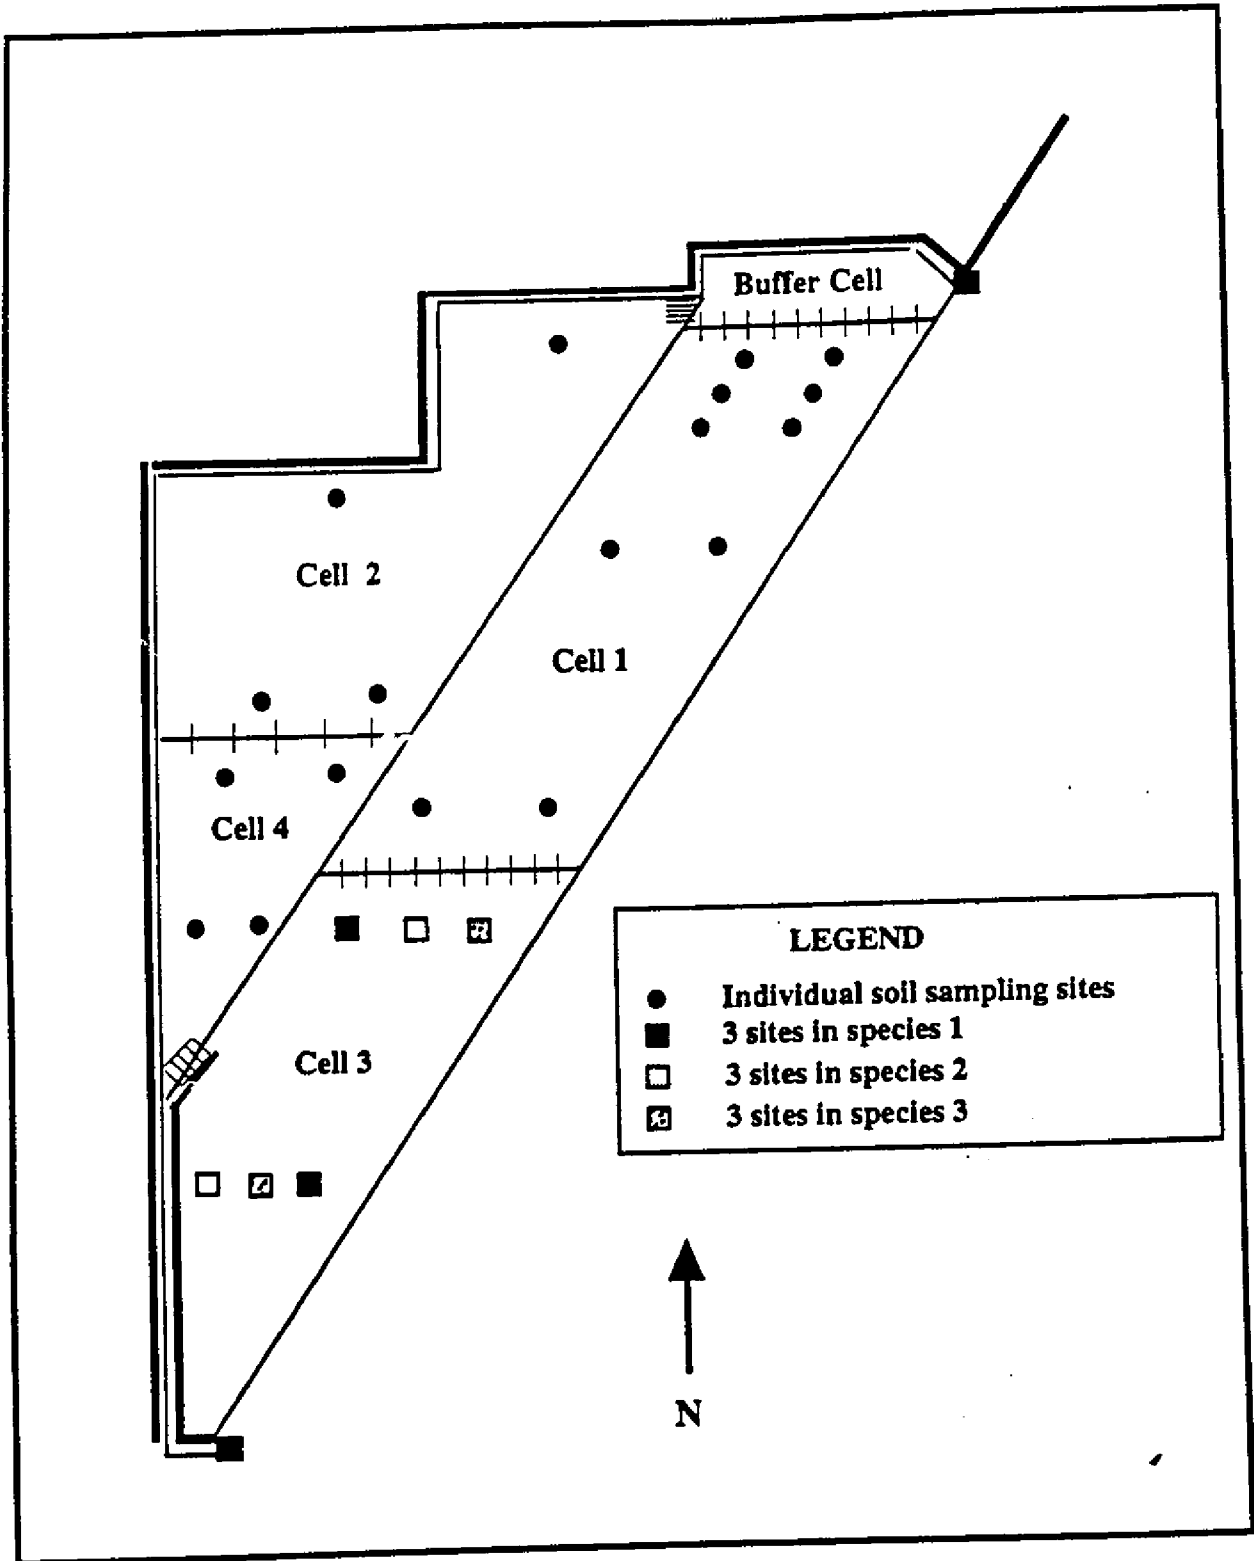 Buffer Cell
Cell 2
Cell 1
Cell 4
Cell 3
LEGEND
Individual soil sampling sites
3 sites in species 1
3 sites in species 2
3 sites in species 3
N